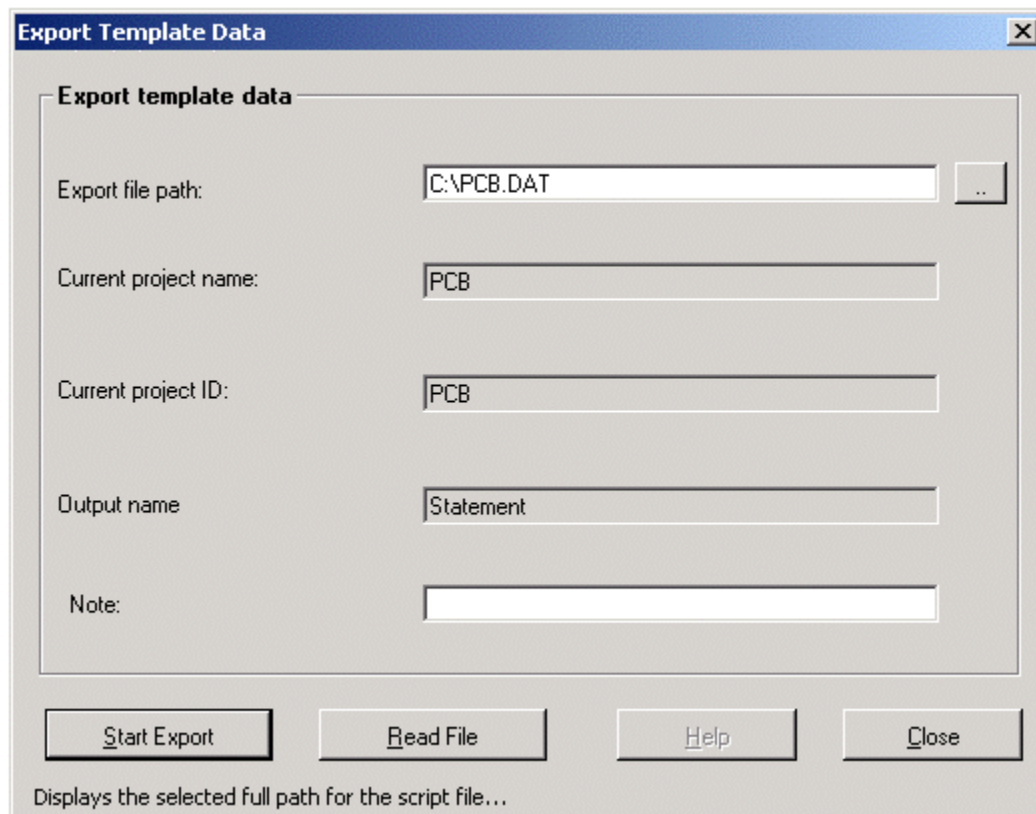 Export Template Data
Export template data
Export file path: C:\PCB.DAT ..
Current project name: PCB
Current project ID: PCB
Output name Statement
Note:
Start Export Read File Help Close
Displays the selected full path for the script file...